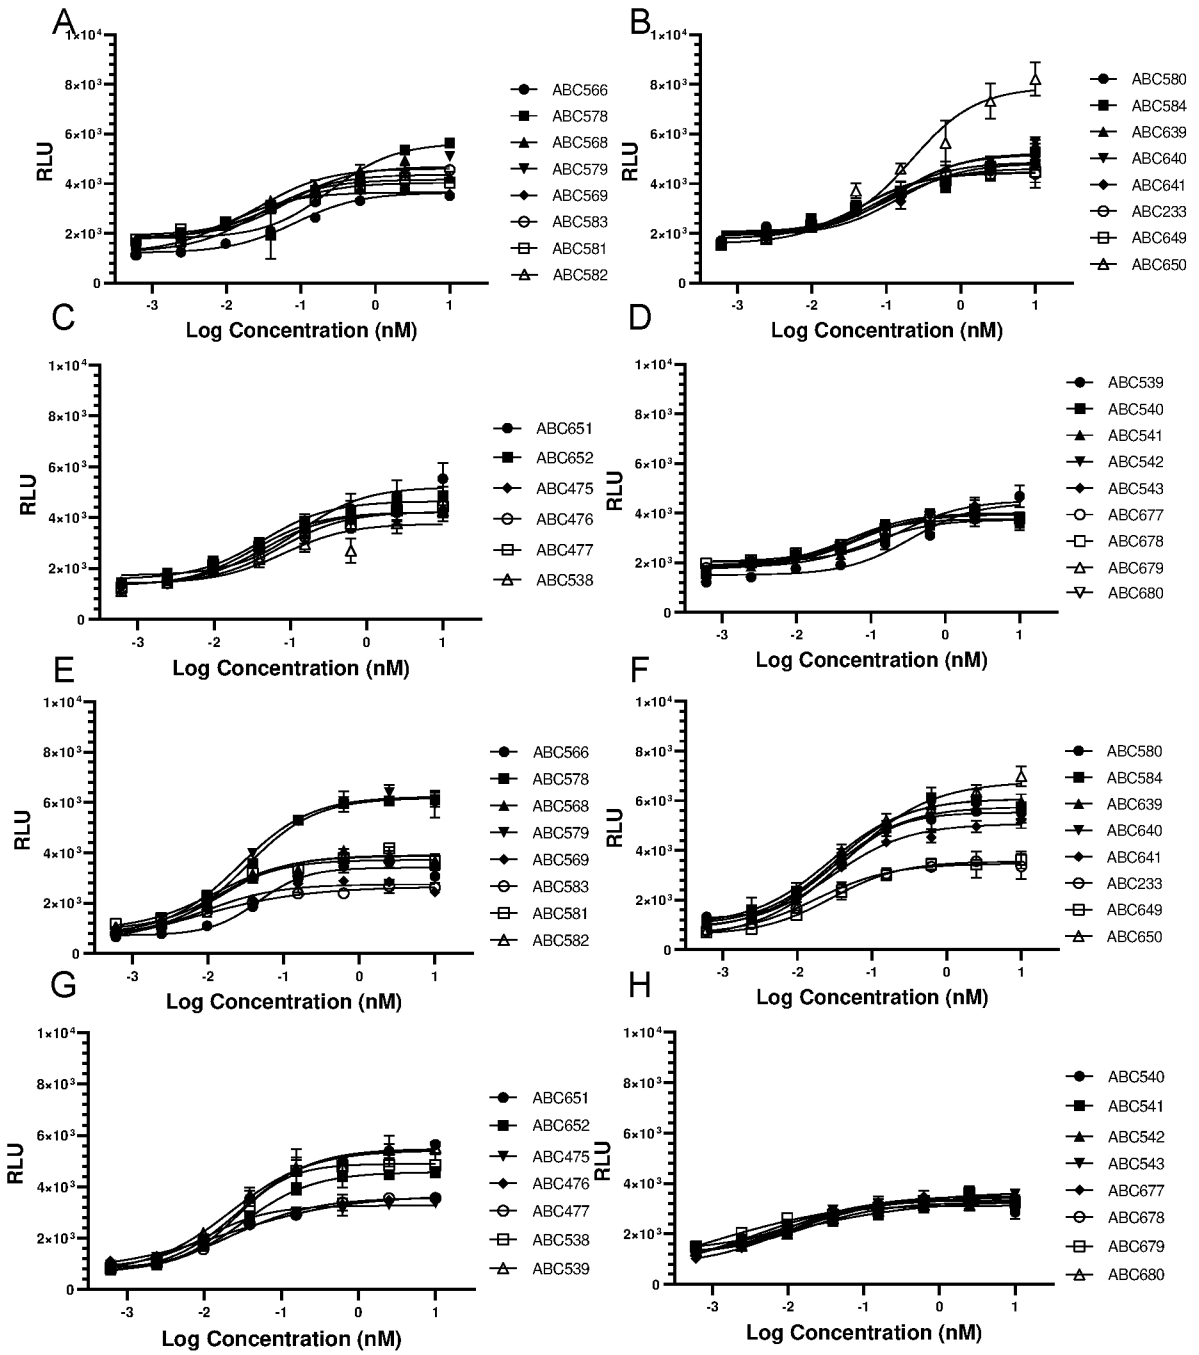 A
1×10⁴
8×10³
6×10³
4×10³
2×10³
0
RLU
-3 -2 -1 0 1
Log Concentration (nM)
ABC566
ABC578
ABC568
ABC579
ABC569
ABC583
ABC581
ABC582
B
1×10⁴
8×10³
6×10³
4×10³
2×10³
0
RLU
-3 -2 -1 0 1
Log Concentration (nM)
ABC580
ABC584
ABC639
ABC640
ABC641
ABC233
ABC649
ABC650
C
1×10⁴
8×10³
6×10³
4×10³
2×10³
0
RLU
-3 -2 -1 0 1
Log Concentration (nM)
ABC651
ABC652
ABC475
ABC476
ABC477
ABC538
D
1×10⁴
8×10³
6×10³
4×10³
2×10³
0
RLU
-3 -2 -1 0 1
Log Concentration (nM)
ABC539
ABC540
ABC541
ABC542
ABC543
ABC677
ABC678
ABC679
ABC680
E
1×10⁴
8×10³
6×10³
4×10³
2×10³
0
RLU
-3 -2 -1 0 1
Log Concentration (nM)
ABC566
ABC578
ABC568
ABC579
ABC569
ABC583
ABC581
ABC582
F
1×10⁴
8×10³
6×10³
4×10³
2×10³
0
RLU
-3 -2 -1 0 1
Log Concentration (nM)
ABC580
ABC584
ABC639
ABC640
ABC641
ABC233
ABC649
ABC650
G
1×10⁴
8×10³
6×10³
4×10³
2×10³
0
RLU
-3 -2 -1 0 1
Log Concentration (nM)
ABC651
ABC652
ABC475
ABC476
ABC477
ABC538
ABC539
H
1×10⁴
8×10³
6×10³
4×10³
2×10³
0
RLU
-3 -2 -1 0 1
Log Concentration (nM)
ABC540
ABC541
ABC542
ABC543
ABC677
ABC678
ABC679
ABC680